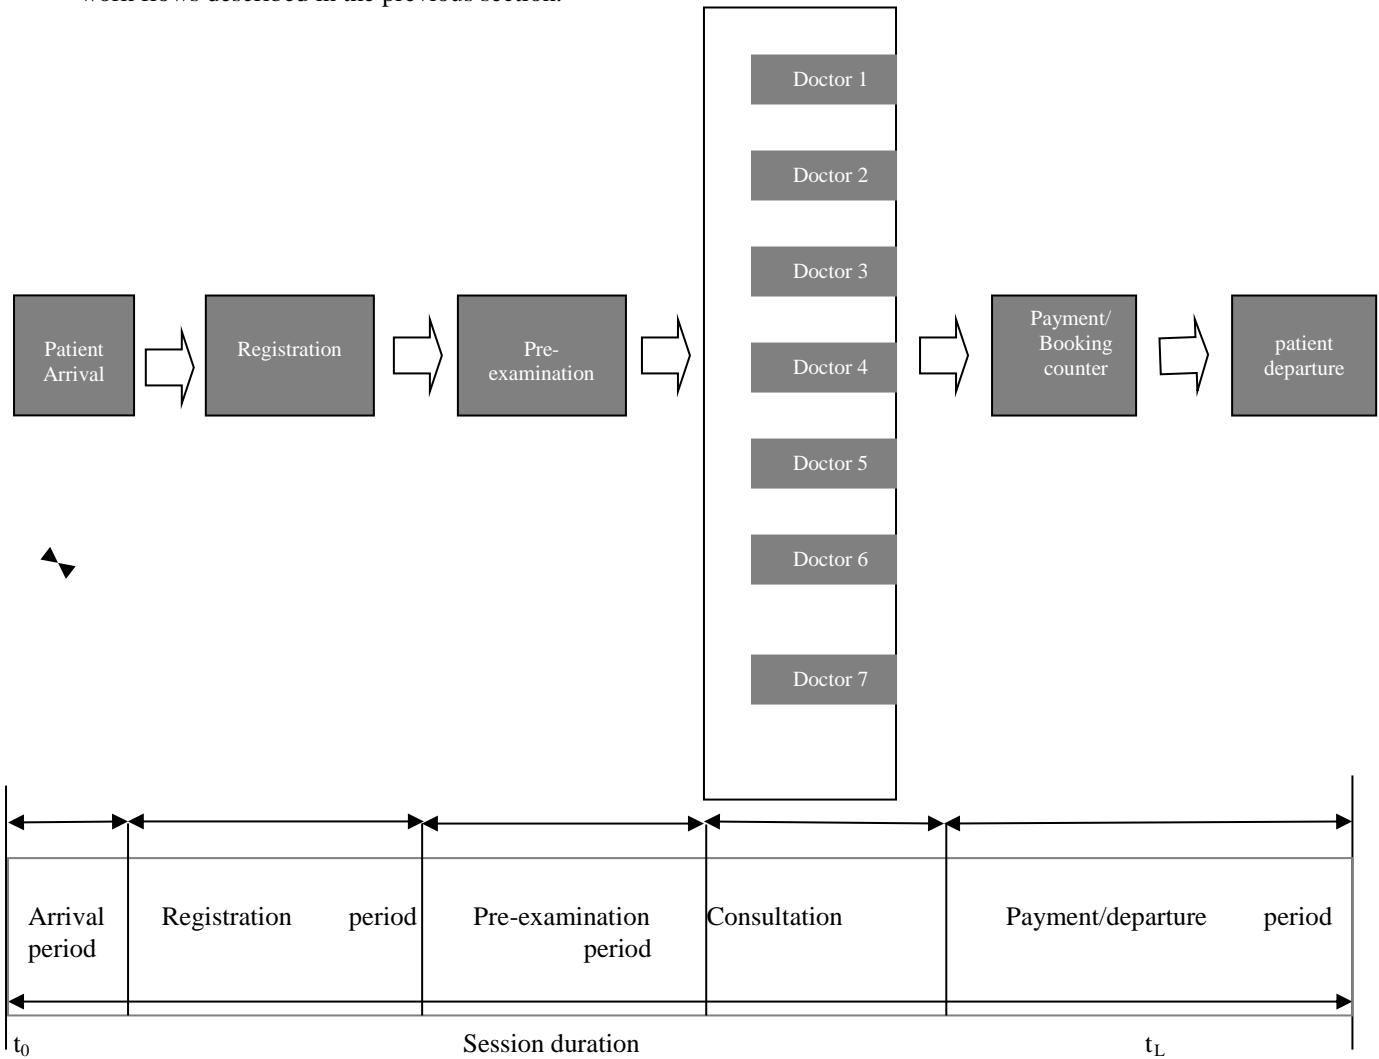 work flows described in the previous section.
Doctor 1
Doctor 2
Doctor 3
Doctor 4
Doctor 5
Doctor 6
Doctor 7
Patient
Arrival
Registration
Pre-
examination
Payment/
Booking
counter
patient
departure
Arrival
period
Registration period
Pre-examination
period
Consultation
Payment/departure period
t0
Session duration
tL